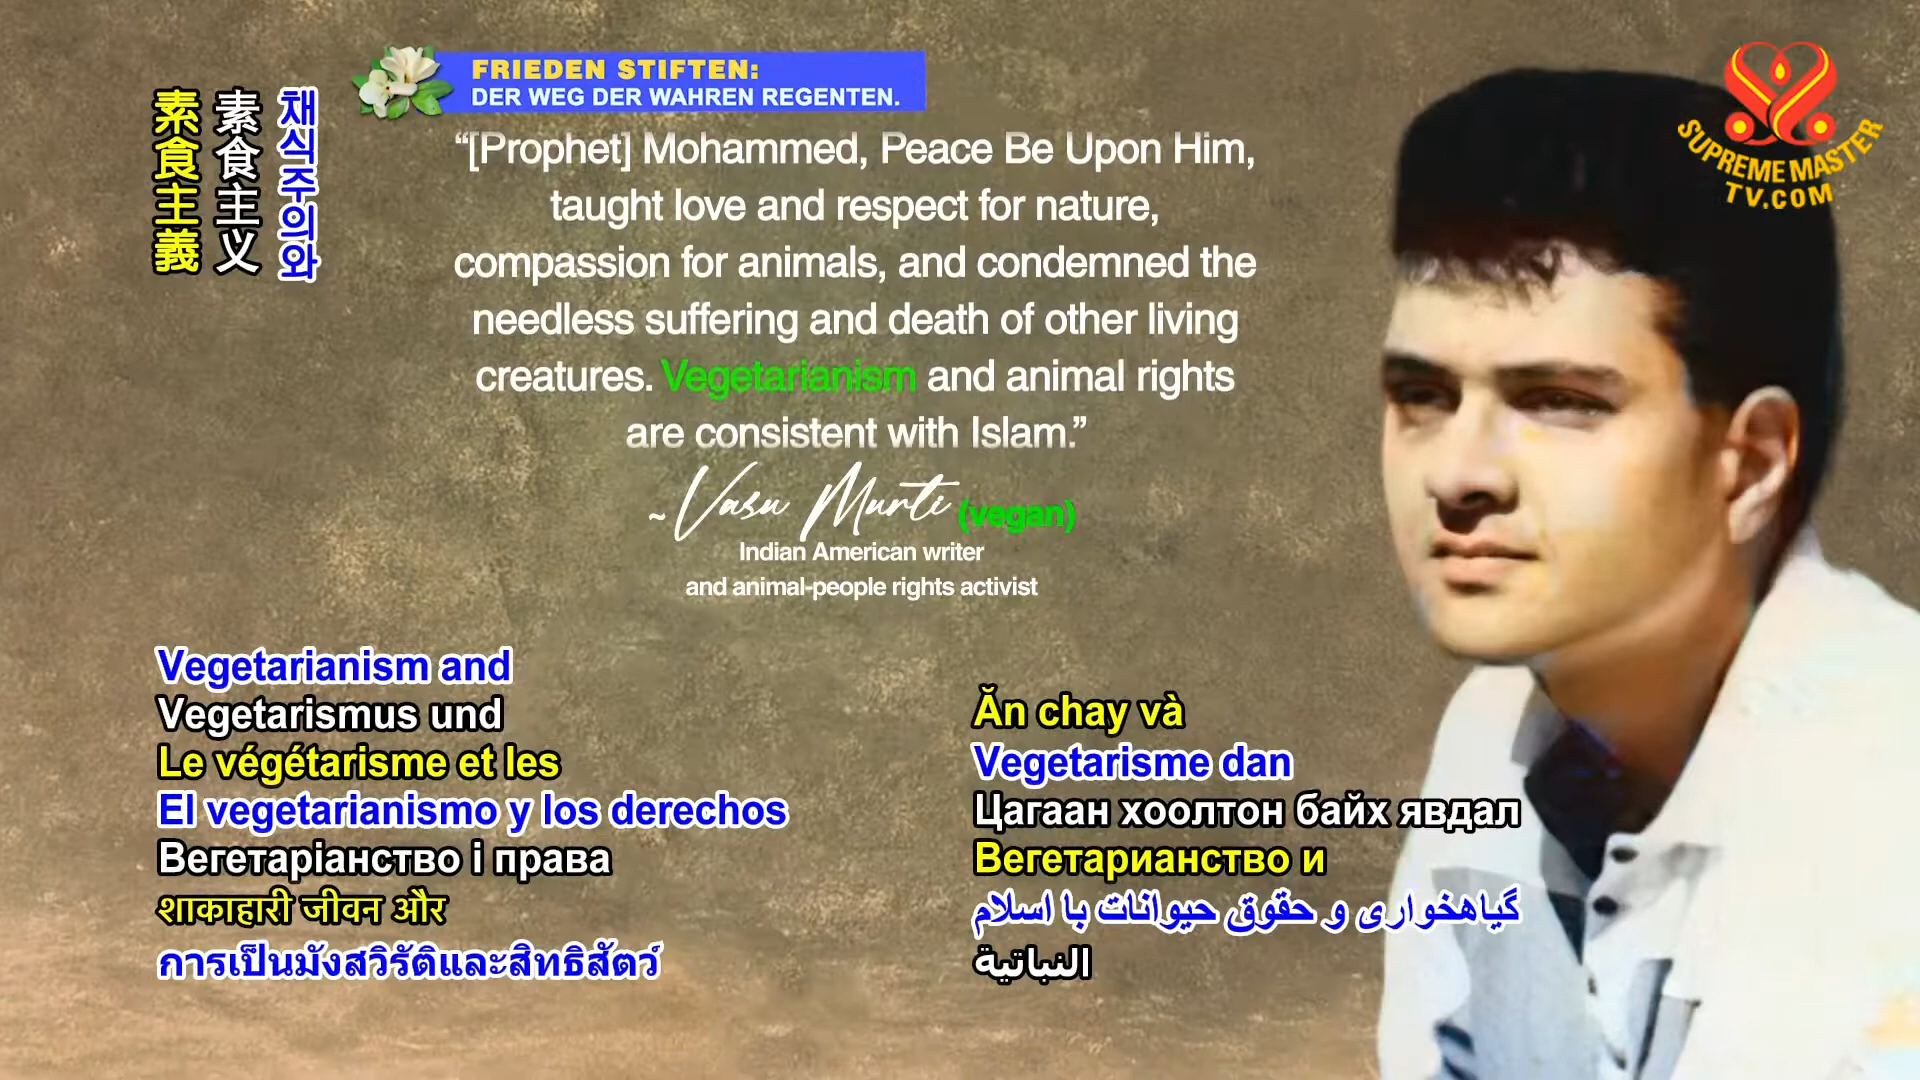 FRIEDEN STIFTEN:
DER WEG DER WAHREN REGENTEN.
SUPREME MASTER
TV.COM
素食主義
素食主义
채식주의와
“[Prophet] Mohammed, Peace Be Upon Him,
taught love and respect for nature,
compassion for animals, and condemned the
needless suffering and death of other living
creatures. Vegetarianism and animal rights
are consistent with Islam.”
~ Vasu Murti (vegan)
Indian American writer
and animal-people rights activist
Vegetarianism and
Vegetarismus und
Le végétarisme et les
El vegetarianismo y los derechos
Вегетаріанство і права
शाकाहारी जीवन और
การเป็นมังสวิรัติและสิทธิสัตว์
Ăn chay và
Vegetarisme dan
Цагаан хоолтон байх явдал
Вегетарианство и
گیاهخواری و حقوق حیوانات با اسلام
النباتية